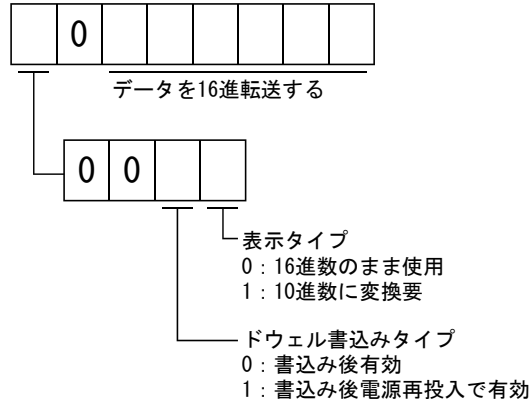 0
データを16進転送する
0 0
表示タイプ
0：16進数のまま使用
1：10進数に変換要
ドウェル書込みタイプ
0：書込み後有効
1：書込み後電源再投入で有効